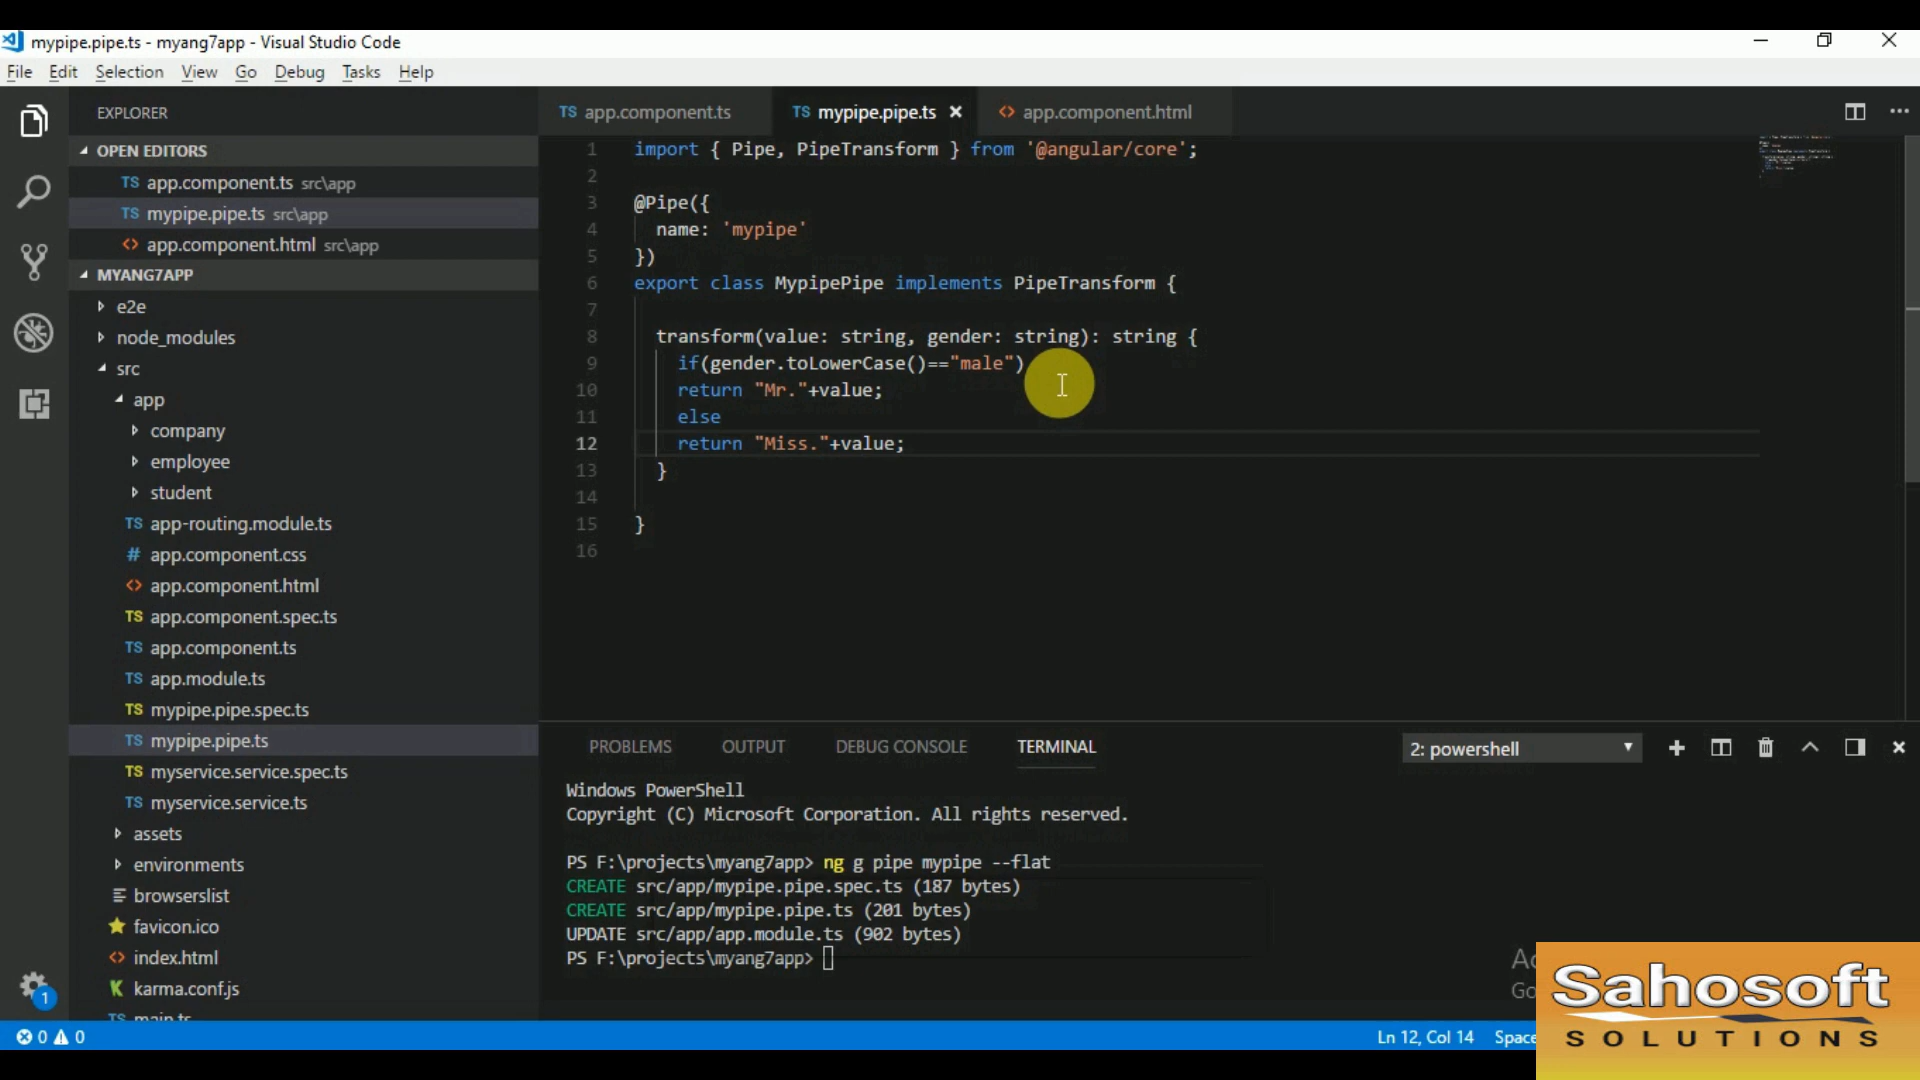 mypipe.pipe.ts - myang7app - Visual Studio Code
File Edit Selection View Go Debug Tasks Help
EXPLORER
OPEN EDITORS
TS app.component.ts src\app
TS mypipe.pipe.ts src\app
<> app.component.html src\app
MYANG7APP
e2e
node_modules
src
app
company
employee
student
TS app-routing.module.ts
# app.component.css
<> app.component.html
TS app.component.spec.ts
TS app.component.ts
TS app.module.ts
TS mypipe.pipe.spec.ts
TS mypipe.pipe.ts
TS myservice.service.spec.ts
TS myservice.service.ts
assets
environments
browserslist
favicon.ico
<> index.html
K karma.conf.js
TS main.ts
1
TS app.component.ts TS mypipe.pipe.ts × <> app.component.html
1 import { Pipe, PipeTransform } from '@angular/core';
2
3 @Pipe({
4 name: 'mypipe'
5 })
6 export class MypipePipe implements PipeTransform {
7
8 transform(value: string, gender: string): string {
9 if(gender.toLowerCase()=="male")
10 return "Mr."+value;
11 else
12 return "Miss."+value;
13 }
14
15 }
16
PROBLEMS OUTPUT DEBUG CONSOLE TERMINAL 2: powershell
Windows PowerShell
Copyright (C) Microsoft Corporation. All rights reserved.
PS F:\projects\myang7app> ng g pipe mypipe --flat
CREATE src/app/mypipe.pipe.spec.ts (187 bytes)
CREATE src/app/mypipe.pipe.ts (201 bytes)
UPDATE src/app/app.module.ts (902 bytes)
PS F:\projects\myang7app>
0 0 Ln 12, Col 14 Space
Sahosoft
SOLUTIONS